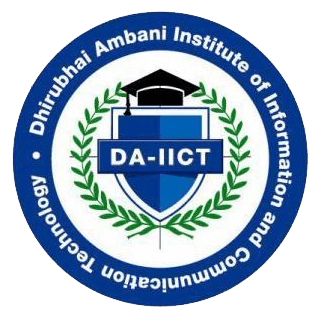 • Dhirubhai Ambani Institute of Information and Communication Technology
DA-IICT